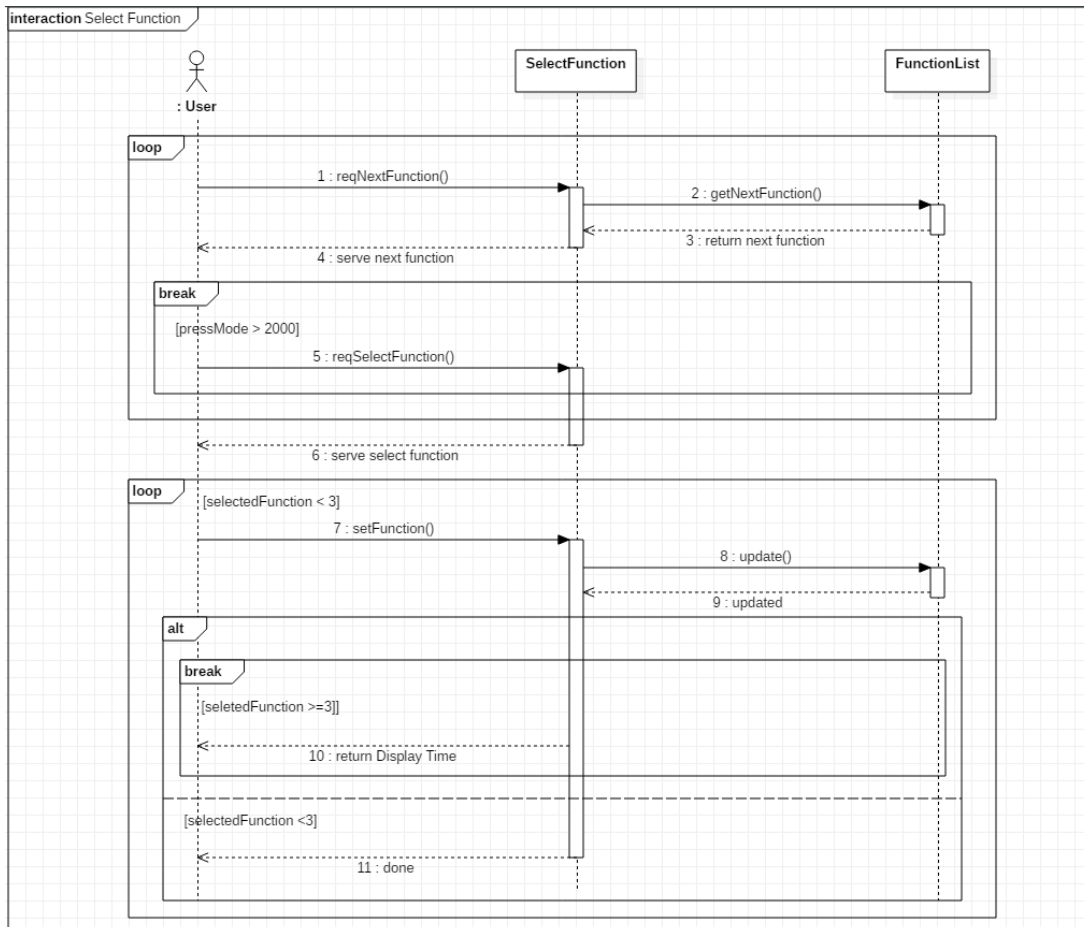 interaction Select Function
SelectFunction
FunctionList
: User
loop
1 : reqNextFunction()
2 : getNextFunction()
3 : return next function
4 : serve next function
break
[pressMode > 2000]
5 : reqSelectFunction()
6 : serve select function
loop
[selectedFunction < 3]
7 : setFunction()
8 : update()
9 : updated
alt
break
[seletedFunction >=3]]
10 : return Display Time
[selectedFunction <3]
11 : done